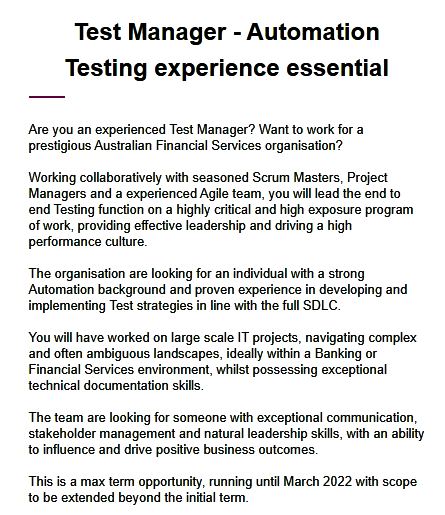 Test Manager - Automation
Testing experience essential
Are you an experienced Test Manager? Want to work for a
prestigious Australian Financial Services organisation?
Working collaboratively with seasoned Scrum Masters, Project
Managers and a experienced Agile team, you will lead the end to
end Testing function on a highly critical and high exposure program
of work, providing effective leadership and driving a high
performance culture.
The organisation are looking for an individual with a strong
Automation background and proven experience in developing and
implementing Test strategies in line with the full SDLC.
You will have worked on large scale IT projects, navigating complex
and often ambiguous landscapes, ideally within a Banking or
Financial Services environment, whilst possessing exceptional
technical documentation skills.
The team are looking for someone with exceptional communication,
stakeholder management and natural leadership skills, with an ability
to influence and drive positive business outcomes.
This is a max term opportunity, running until March 2022 with scope
to be extended beyond the initial term.